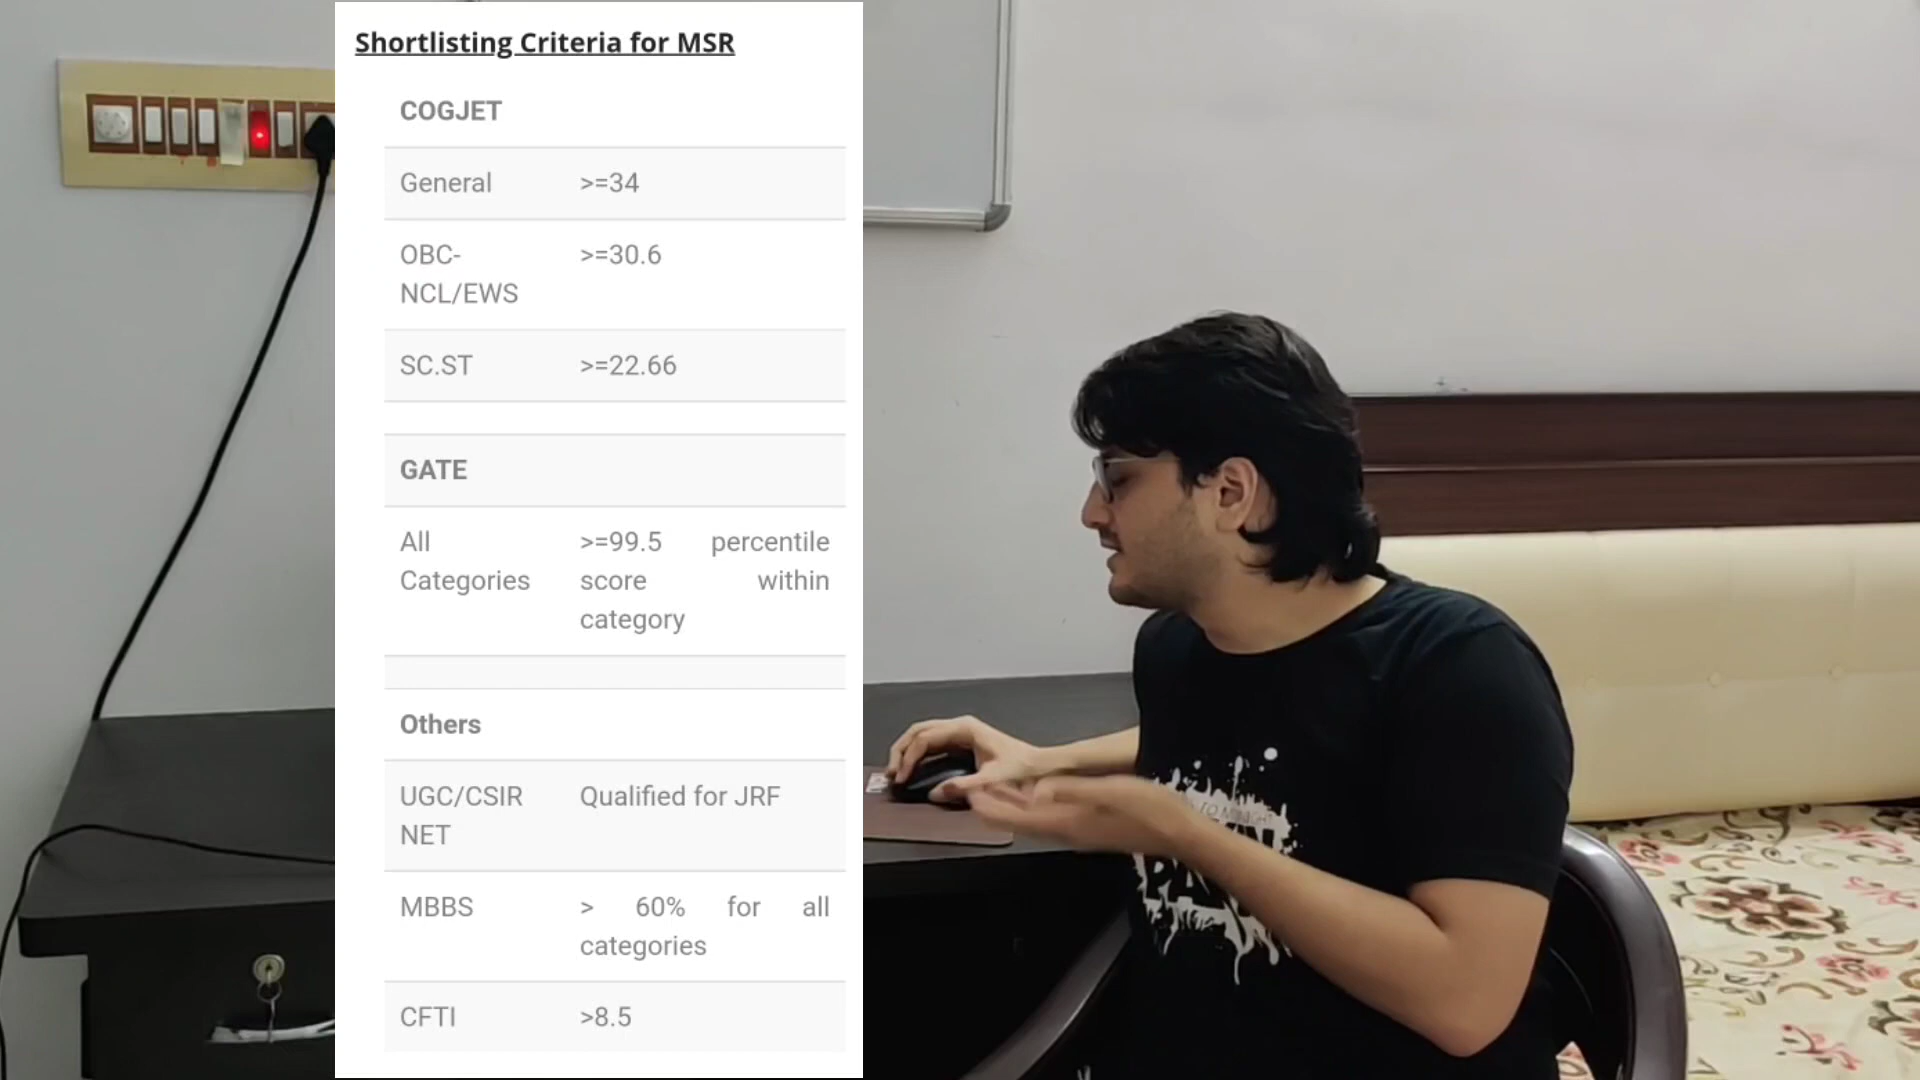 Shortlisting Criteria for MSR
COGJET
General >=34
OBC- >=30.6
NCL/EWS
SC.ST >=22.66
GATE
All >=99.5 percentile
Categories score within
category
Others
UGC/CSIR Qualified for JRF
NET
MBBS > 60% for all
categories
CFTI >8.5